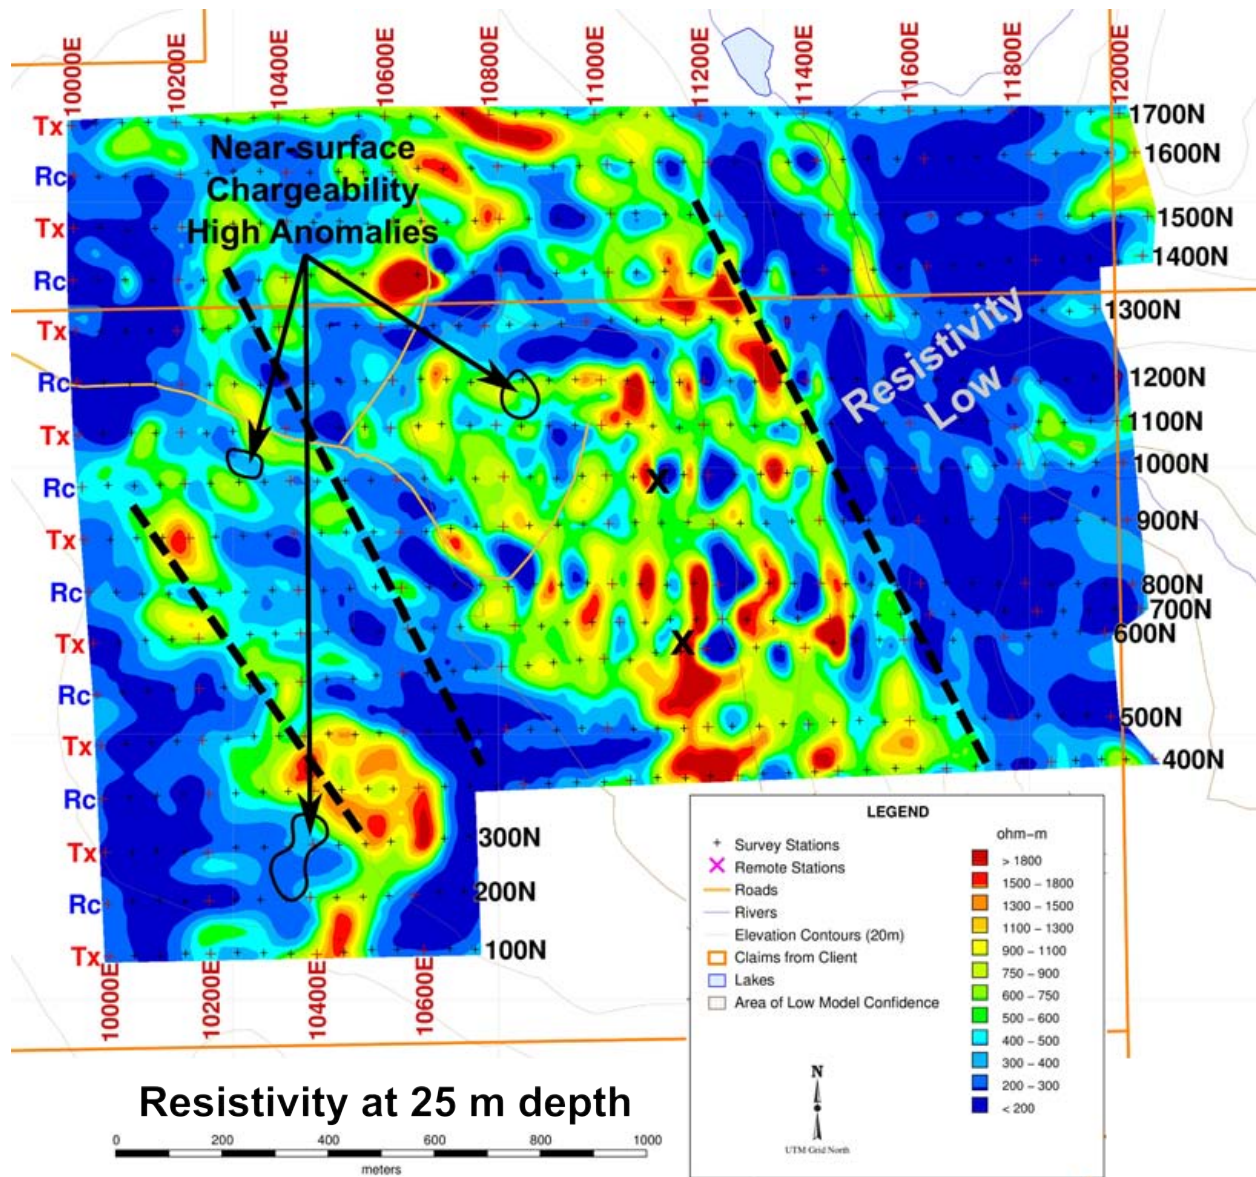 10000E
10200E
10400E
10600E
10800E
11000E
11200E
11400E
11600E
11800E
12000E
Tx
Rc
Tx
Rc
Tx
Rc
Tx
Rc
Tx
Rc
Tx
Rc
Tx
Rc
Tx
Rc
Tx
1700N
1600N
1500N
1400N
1300N
1200N
1100N
1000N
900N
800N
700N
600N
500N
400N
300N
200N
100N
Near-surface
Chargeability
High Anomalies
Resistivity
Low
X
X
10000E
10200E
10400E
10600E
LEGEND
Survey Stations
Remote Stations
Roads
Rivers
Elevation Contours (20m)
Claims from Client
Lakes
Area of Low Model Confidence
ohm-m
> 1800
1500 - 1800
1300 - 1500
1100 - 1300
900 - 1100
750 - 900
600 - 750
500 - 600
400 - 500
300 - 400
200 - 300
< 200
N
UTM Grid North
Resistivity at 25 m depth
0 200 400 600 800 1000
meters